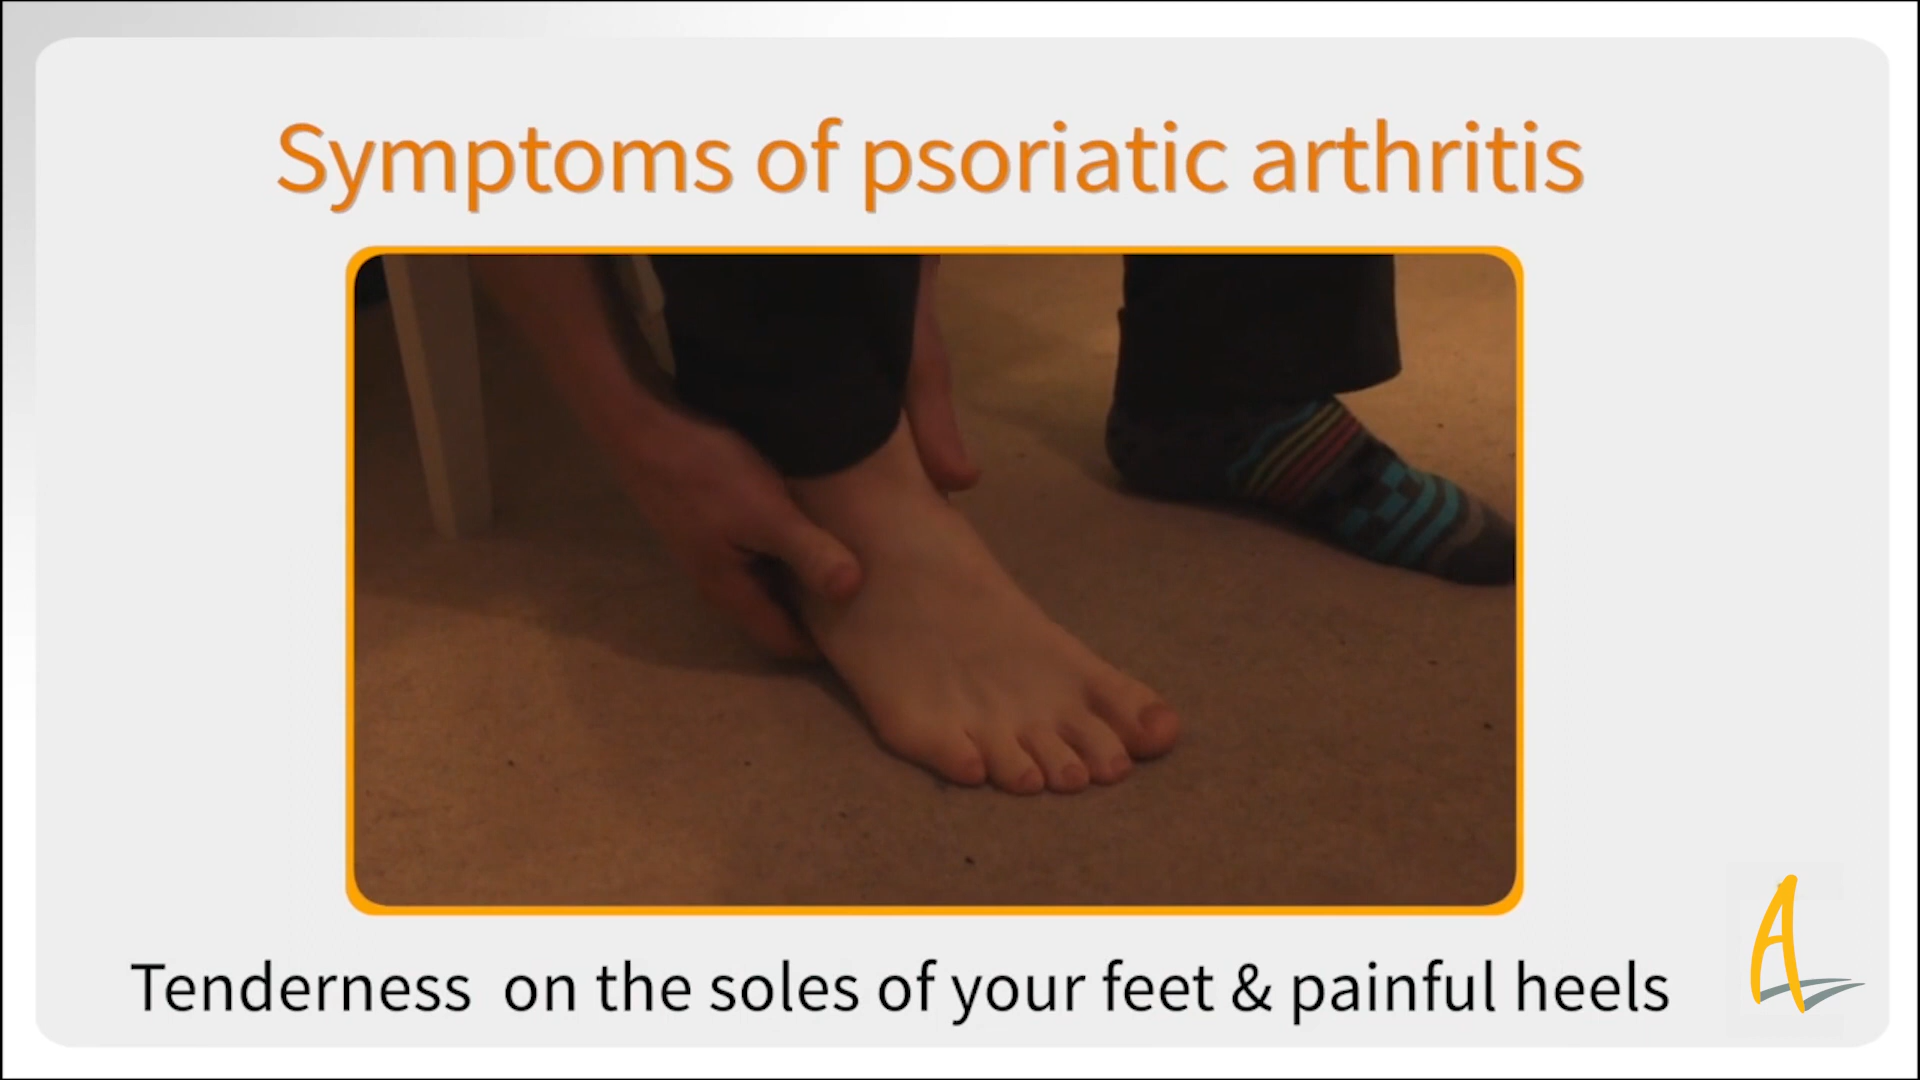 Symptoms of psoriatic arthritis
Tenderness on the soles of your feet & painful heels